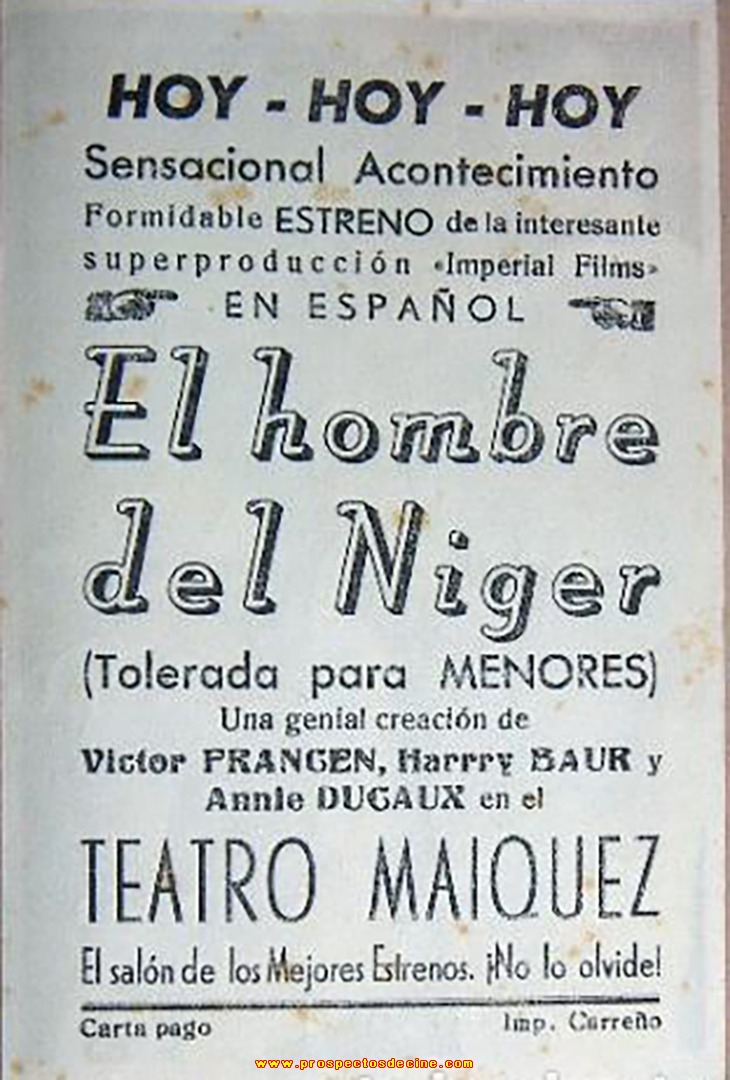 HOY - HOY - HOY
Sensacional Acontecimiento
Formidable ESTRENO de la interesante
superproducción «Imperial Films»
EN ESPAÑOL
El hombre
del Niger
(Tolerada para MENORES)
Una genial creación de
Victor FRANCEN, Harrry BAUR y
Annie DUCAUX en el
TEATRO MAIQUEZ
El salón de los Mejores Estrenos. ¡No lo olvide!
Carta pago
Imp. Carreño
www.prospectosdecine.com